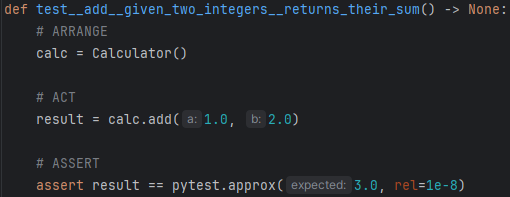 def test__add__given_two_integers__returns_their_sum() -> None:
    # ARRANGE
    calc = Calculator()
    # ACT
    result = calc.add(a: 1.0, b: 2.0)
    # ASSERT
    assert result == pytest.approx(expected: 3.0, rel=1e-8)